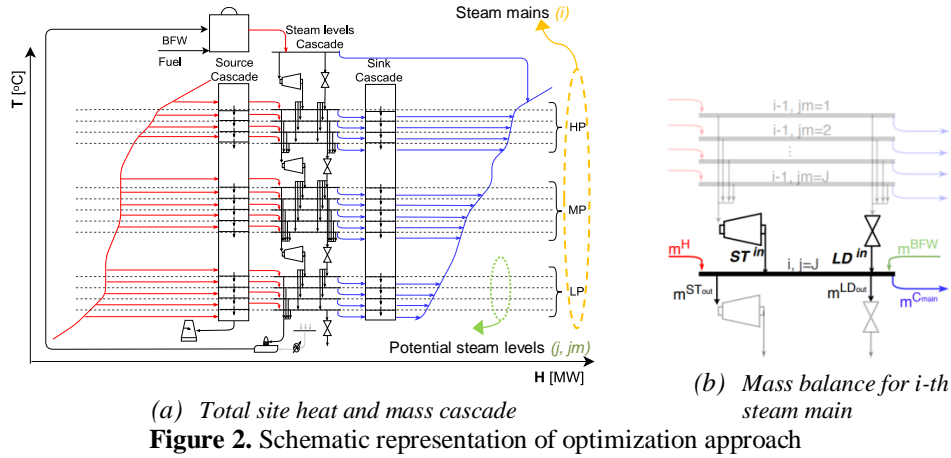 Steam mains (i)
Steam levels
Cascade
BFW
Fuel
Source
Cascade
Sink
Cascade
T [ºC]
HP
MP
LP
Potential steam levels (j, jm)
H [MW]
(a) Total site heat and mass cascade
i-1, jm=1
i-1, jm=2
⋮
i-1, jm=J
ST in
LD in
m^H
m^BFW
i, j=J
m^STout
m^LDout
m^Cmain
(b) Mass balance for i-th
steam main
Figure 2. Schematic representation of optimization approach